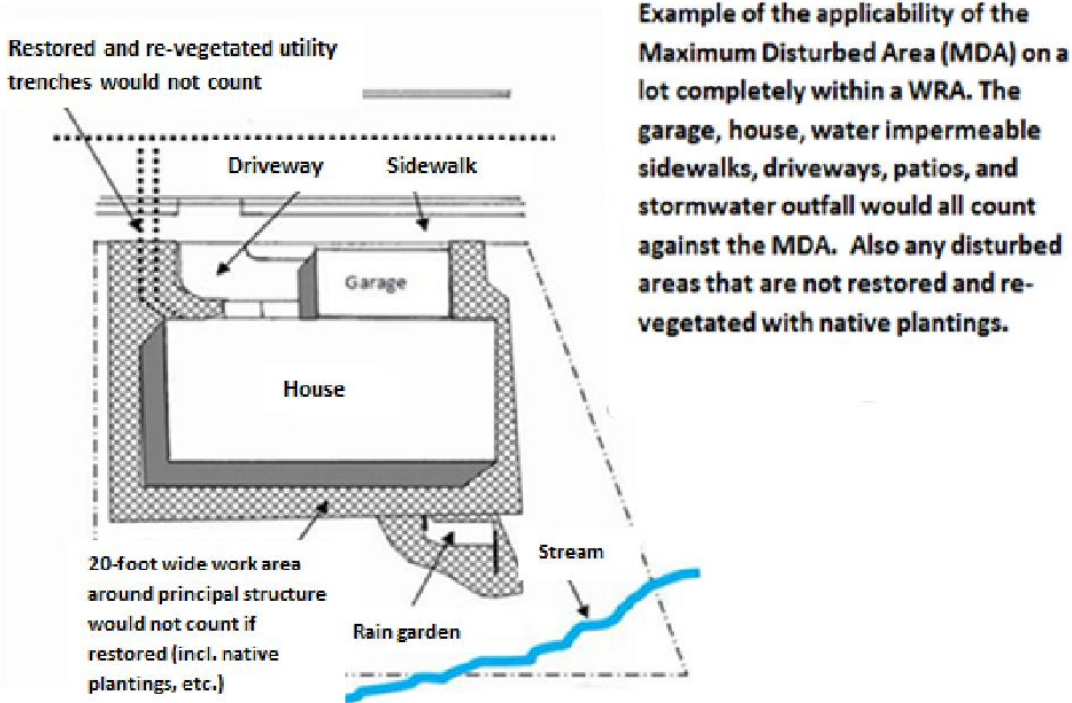 Restored and re-vegetated utility
trenches would not count
Driveway
Sidewalk
Garage
House
20-foot wide work area
around principal structure
would not count if
restored (incl. native
plantings, etc.)
Rain garden
Stream
Example of the applicability of the
Maximum Disturbed Area (MDA) on a
lot completely within a WRA. The
garage, house, water impermeable
sidewalks, driveways, patios, and
stormwater outfall would all count
against the MDA. Also any disturbed
areas that are not restored and re-
vegetated with native plantings.